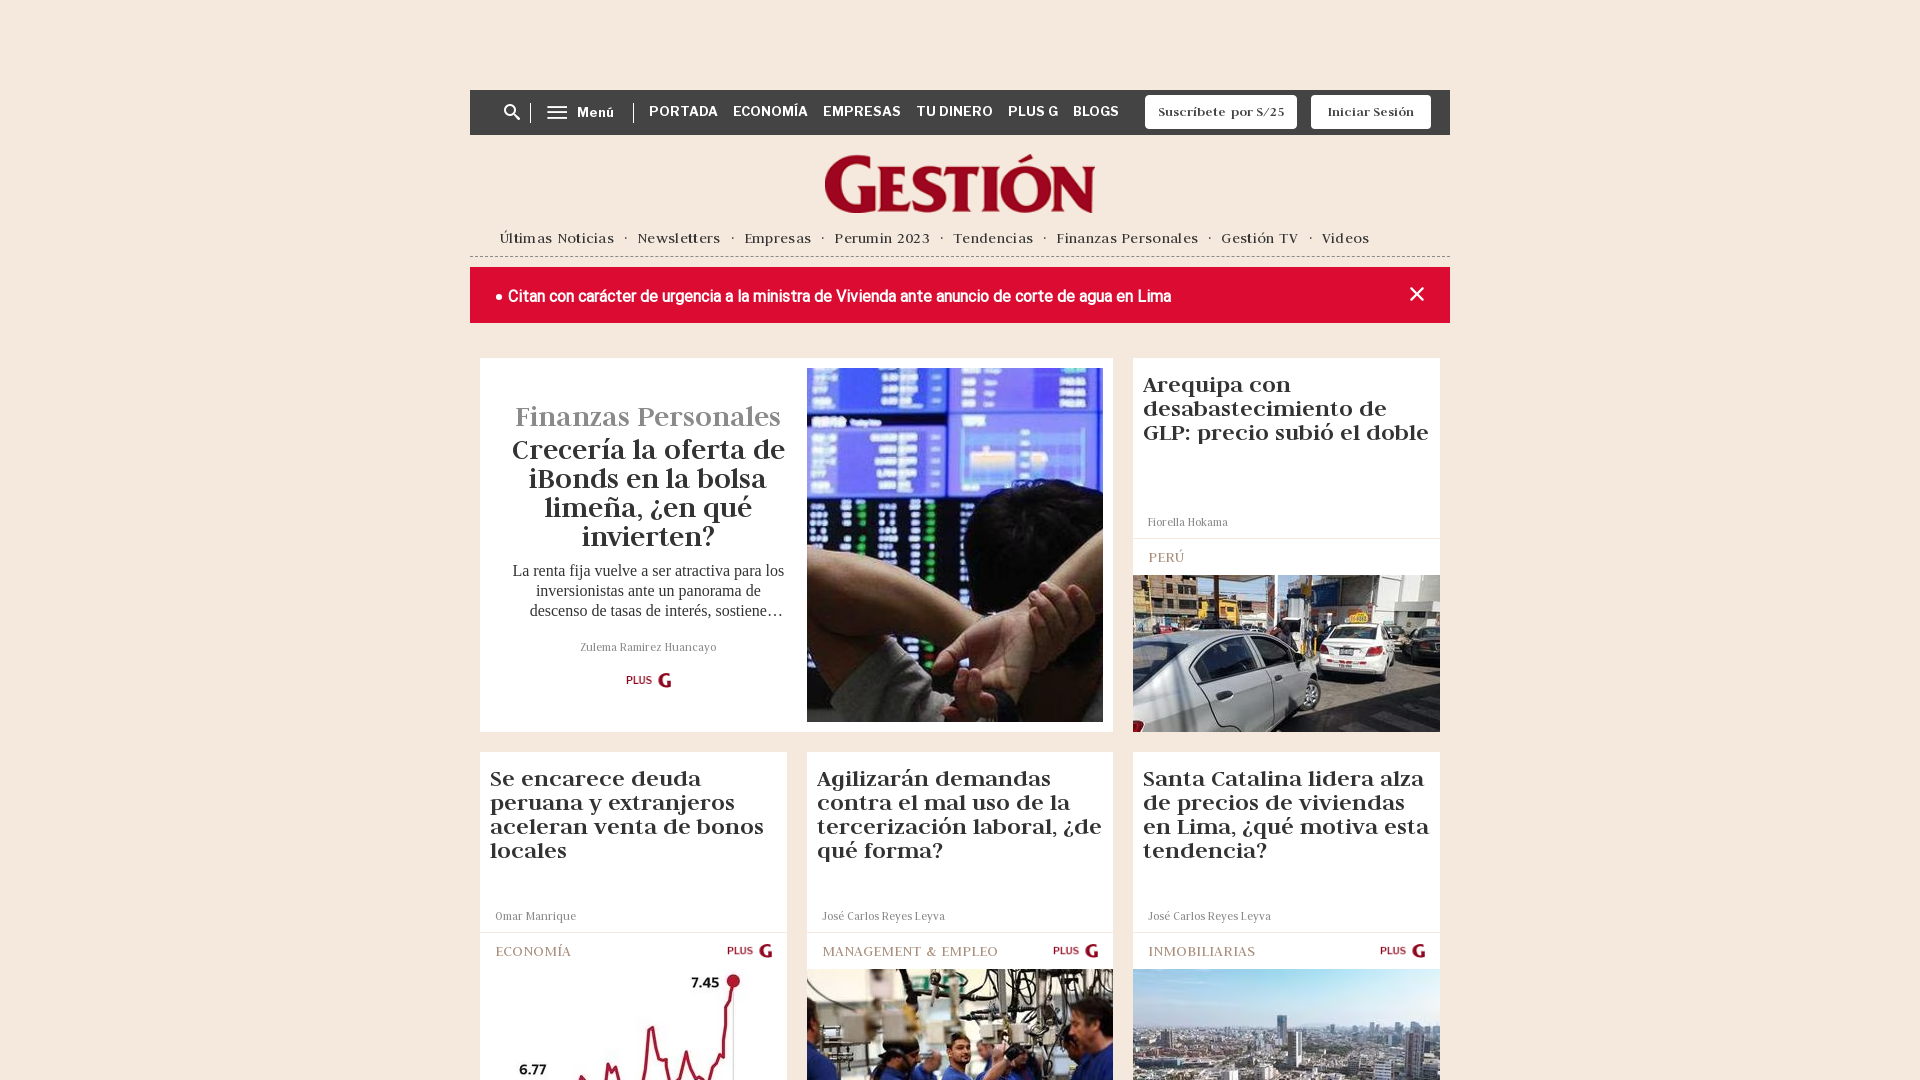 Menú
PORTADA
ECONOMÍA
EMPRESAS
TU DINERO
PLUS G
BLOGS
Suscríbete por S/25
Iniciar Sesión
GESTIÓN
Últimas Noticias · Newsletters · Empresas · Perumin 2023 · Tendencias · Finanzas Personales · Gestión TV · Videos
• Citan con carácter de urgencia a la ministra de Vivienda ante anuncio de corte de agua en Lima
Finanzas Personales
Crecería la oferta de
iBonds en la bolsa
limeña, ¿en qué
invierten?
La renta fija vuelve a ser atractiva para los
inversionistas ante un panorama de
descenso de tasas de interés, sostiene…
Zulema Ramirez Huancayo
PLUS G
Arequipa con
desabastecimiento de
GLP: precio subió el doble
Fiorella Hokama
PERÚ
Se encarece deuda
peruana y extranjeros
aceleran venta de bonos
locales
Omar Manrique
ECONOMÍA
PLUS G
7.45
6.77
Agilizarán demandas
contra el mal uso de la
tercerización laboral, ¿de
qué forma?
José Carlos Reyes Leyva
MANAGEMENT & EMPLEO
PLUS G
Santa Catalina lidera alza
de precios de viviendas
en Lima, ¿qué motiva esta
tendencia?
José Carlos Reyes Leyva
INMOBILIARIAS
PLUS G